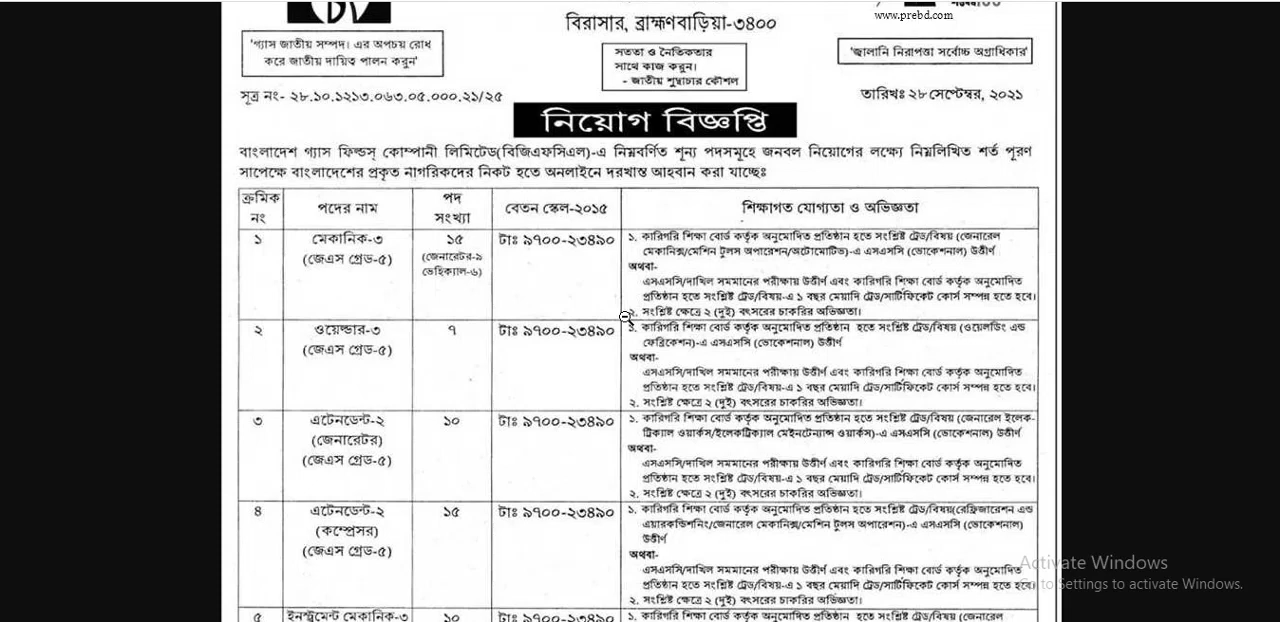 www.prebd.com
বিরাসার, ব্রাহ্মণবাড়িয়া-৩৪০০
'গ্যাস জাতীয় সম্পদ। এর অপচয় রোধ
করে জাতীয় দায়িত্ব পালন করুন'
সততা ও নৈতিকতার
সাথে কাজ করুন।
- জাতীয় শুদ্ধাচার কৌশল
'জ্বালানি নিরাপত্তা সর্বোচ্চ অগ্রাধিকার'
সূত্র নং- ২৮.১০.১২১৩.০৬৩.০৫.০০০.২১/২৫
তারিখঃ ২৮ সেপ্টেম্বর, ২০২১
নিয়োগ বিজ্ঞপ্তি
বাংলাদেশ গ্যাস ফিল্ডস্ কোম্পানী লিমিটেড(বিজিএফসিএল)-এ নিম্নবর্ণিত শূন্য পদসমূহে জনবল নিয়োগের লক্ষ্যে নিম্নলিখিত শর্ত পূরণ
সাপেক্ষে বাংলাদেশের প্রকৃত নাগরিকদের নিকট হতে অনলাইনে দরখাস্ত আহবান করা যাচ্ছেঃ
ক্রমিক নং
পদের নাম
পদ সংখ্যা
বেতন স্কেল-২০১৫
শিক্ষাগত যোগ্যতা ও অভিজ্ঞতা
১
মেকানিক-৩
(জেএস গ্রেড-৫)
১৫
(জেনারেটর-৯
ভেহিক্যাল-৬)
টাঃ ৯৭০০-২৩৪৯০
১. কারিগরি শিক্ষা বোর্ড কর্তৃক অনুমোদিত প্রতিষ্ঠান হতে সংশ্লিষ্ট ট্রেড/বিষয় (জেনারেল
মেকানিক্স/মেশিন টুলস অপারেশন/অটোমোটিভ)-এ এসএসসি (ভোকেশনাল) উত্তীর্ণ
অথবা-
এসএসসি/দাখিল সমমানের পরীক্ষায় উত্তীর্ণ এবং কারিগরি শিক্ষা বোর্ড কর্তৃক অনুমোদিত
প্রতিষ্ঠান হতে সংশ্লিষ্ট ট্রেড/বিষয়-এ ১ বছর মেয়াদি ট্রেড/সার্টিফিকেট কোর্স সম্পন্ন হতে হবে।
২. সংশ্লিষ্ট ক্ষেত্রে ২ (দুই) বৎসরের চাকরির অভিজ্ঞতা।
২
ওয়েল্ডার-৩
(জেএস গ্রেড-৫)
৭
টাঃ ৯৭০০-২৩৪৯০
১. কারিগরি শিক্ষা বোর্ড কর্তৃক অনুমোদিত প্রতিষ্ঠান হতে সংশ্লিষ্ট ট্রেড/বিষয় (ওয়েলডিং এন্ড
ফেব্রিকেশন)-এ এসএসসি (ভোকেশনাল) উত্তীর্ণ
অথবা-
এসএসসি/দাখিল সমমানের পরীক্ষায় উত্তীর্ণ এবং কারিগরি শিক্ষা বোর্ড কর্তৃক অনুমোদিত
প্রতিষ্ঠান হতে সংশ্লিষ্ট ট্রেড/বিষয়-এ ১ বছর মেয়াদি ট্রেড/সার্টিফিকেট কোর্স সম্পন্ন হতে হবে।
২. সংশ্লিষ্ট ক্ষেত্রে ২ (দুই) বৎসরের চাকরির অভিজ্ঞতা।
৩
এটেনডেন্ট-২
(জেনারেটর)
(জেএস গ্রেড-৫)
১০
টাঃ ৯৭০০-২৩৪৯০
১. কারিগরি শিক্ষা বোর্ড কর্তৃক অনুমোদিত প্রতিষ্ঠান হতে সংশ্লিষ্ট ট্রেড/বিষয় (জেনারেল ইলেক-
ট্রিক্যাল ওয়ার্কস/ইলেকট্রিক্যাল মেইনটেন্যান্স ওয়ার্কস)-এ এসএসসি (ভোকেশনাল) উত্তীর্ণ
অথবা-
এসএসসি/দাখিল সমমানের পরীক্ষায় উত্তীর্ণ এবং কারিগরি শিক্ষা বোর্ড কর্তৃক অনুমোদিত
প্রতিষ্ঠান হতে সংশ্লিষ্ট ট্রেড/বিষয়-এ ১ বছর মেয়াদি ট্রেড/সার্টিফিকেট কোর্স সম্পন্ন হতে হবে।
২. সংশ্লিষ্ট ক্ষেত্রে ২ (দুই) বৎসরের চাকরির অভিজ্ঞতা।
৪
এটেনডেন্ট-২
(কম্প্রেসর)
(জেএস গ্রেড-৫)
১৫
টাঃ ৯৭০০-২৩৪৯০
১. কারিগরি শিক্ষা বোর্ড কর্তৃক অনুমোদিত প্রতিষ্ঠান হতে সংশ্লিষ্ট ট্রেড/বিষয়(রেফ্রিজারেশন এন্ড
এয়ারকন্ডিশনিং/জেনারেল মেকানিক্স/মেশিন টুলস অপারেশন)-এ এসএসসি (ভোকেশনাল)
উত্তীর্ণ
অথবা-
এসএসসি/দাখিল সমমানের পরীক্ষায় উত্তীর্ণ এবং কারিগরি শিক্ষা বোর্ড কর্তৃক অনুমোদিত
প্রতিষ্ঠান হতে সংশ্লিষ্ট ট্রেড/বিষয়-এ ১ বছর মেয়াদি ট্রেড/সার্টিফিকেট কোর্স সম্পন্ন হতে হবে।
২. সংশ্লিষ্ট ক্ষেত্রে ২ (দুই) বৎসরের চাকরির অভিজ্ঞতা।
৫
ইনস্ট্রুমেন্ট মেকানিক-৩
১০
টাঃ ৯৭০০-২৩৪৯০
১. কারিগরি শিক্ষা বোর্ড কর্তৃক অনুমোদিত প্রতিষ্ঠান হতে সংশ্লিষ্ট ট্রেড/বিষয় (জেনারেল
Activate Windows
Go to Settings to activate Windows.